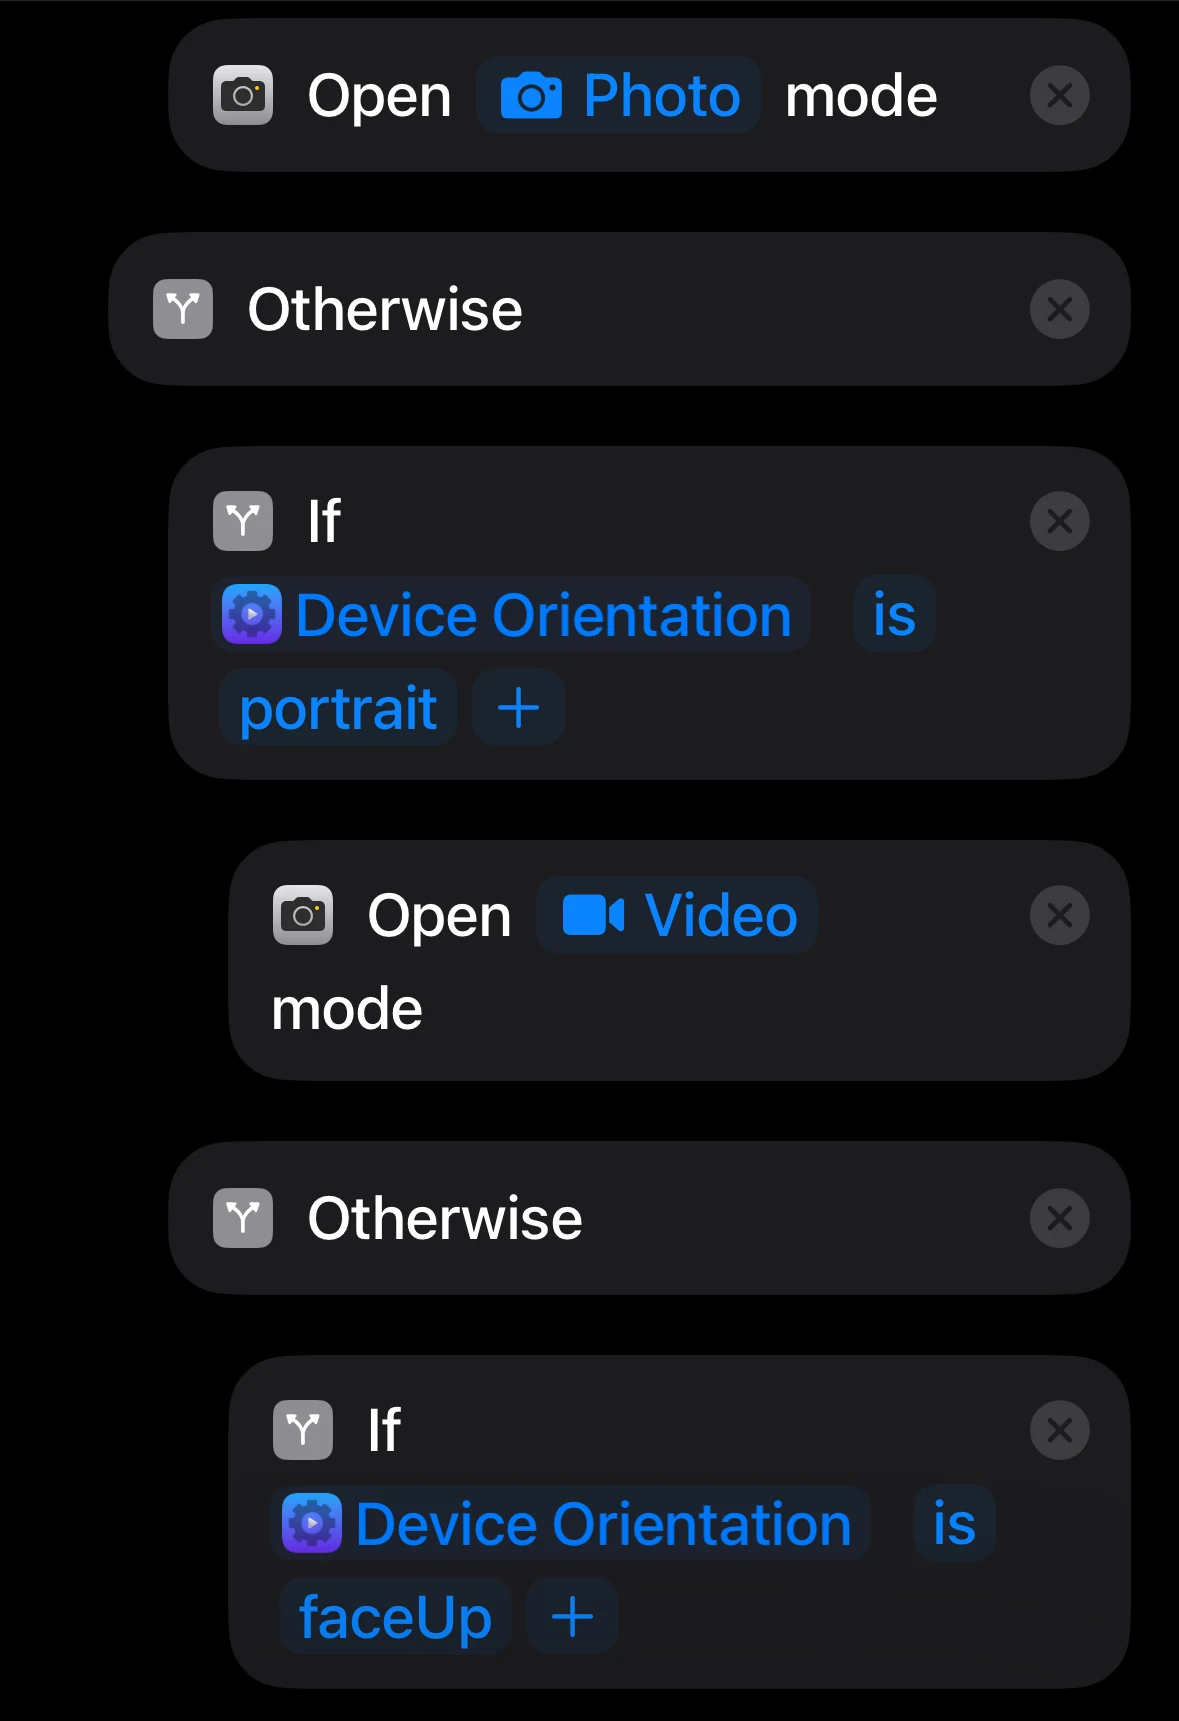 Open Photo mode
Otherwise
If
Device Orientation is
portrait +
Open Video
mode
Otherwise
If
Device Orientation is
faceUp +